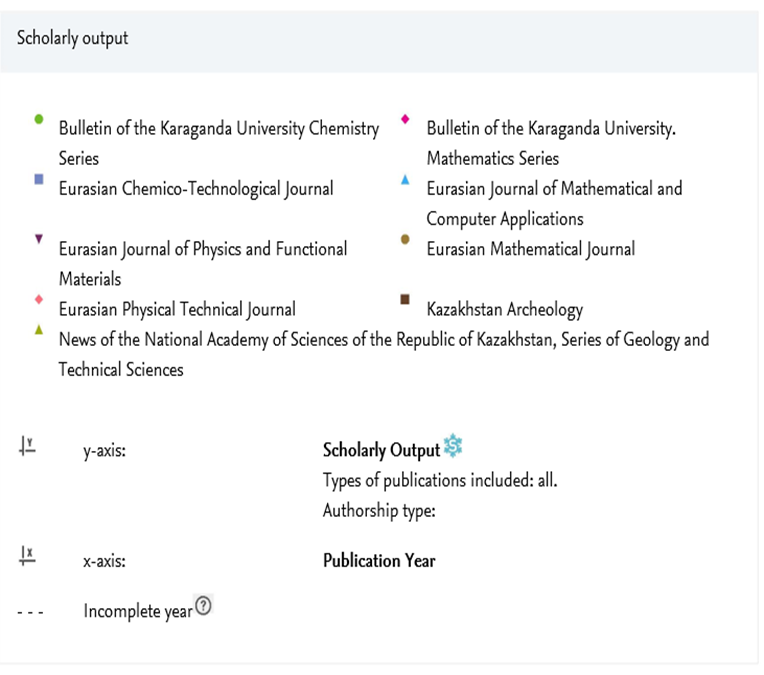 Scholarly output
Bulletin of the Karaganda University Chemistry
Series
Bulletin of the Karaganda University.
Mathematics Series
Eurasian Chemico-Technological Journal
Eurasian Journal of Mathematical and
Computer Applications
Eurasian Journal of Physics and Functional
Materials
Eurasian Mathematical Journal
Eurasian Physical Technical Journal
Kazakhstan Archeology
News of the National Academy of Sciences of the Republic of Kazakhstan, Series of Geology and
Technical Sciences
Y
y-axis:
Scholarly Output S
Types of publications included: all.
Authorship type:
X
x-axis:
Publication Year
- - - Incomplete year ?